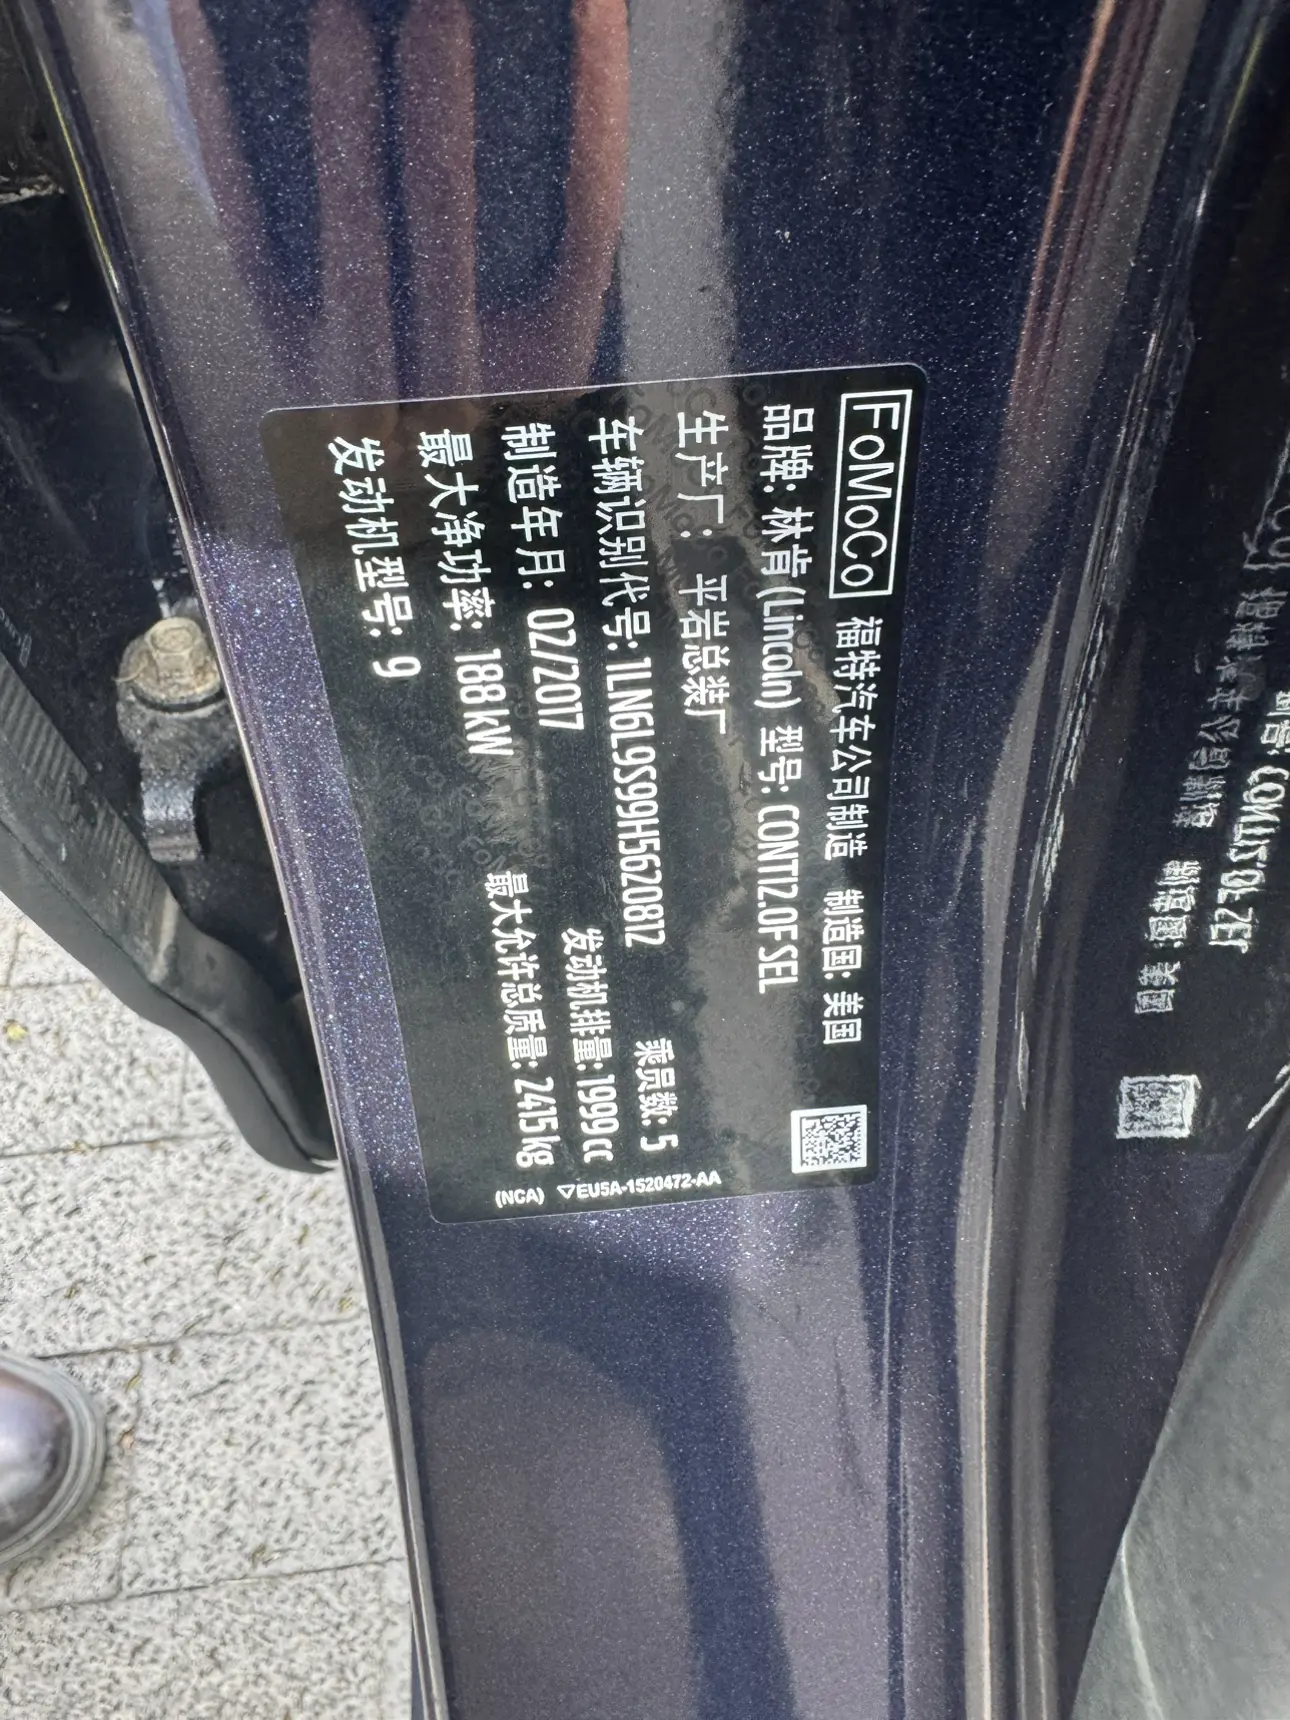 FoMoCo 福特汽车公司制造 制造国: 美国
品牌: 林肯(Lincoln) 型号: CONTI2.0F SEL
生产厂: 平岩总装厂
车辆识别代号: 1LN6L9S99H5620812 乘员数: 5
制造年月: 02/2017 发动机排量: 1999cc
最大净功率: 188kW 最大允许总质量: 2415kg
发动机型号: 9
(NCA) EU5A-1520472-AA